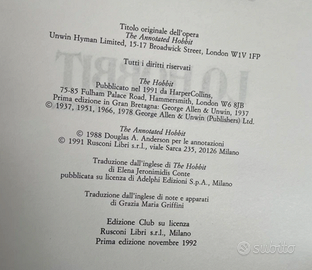 Titolo originale dell'opera
The Annotated Hobbit
Unwin Hyman Limited, 15-17 Broadwick Street, London W1V 1FP
Tutti i diritti riservati
The Hobbit
Pubblicato nel 1991 da HarperCollins,
75-85 Fulham Palace Road, Hammersmith, London W6 8JB
Prima edizione in Gran Bretagna: George Allen & Unwin, 1937
© 1937, 1951, 1966, 1978 George Allen & Unwin (Publishers) Ltd.
The Annotated Hobbit
© 1988 Douglas A. Anderson per le annotazioni
© 1991 Rusconi Libri s.r.l., viale Sarca 235, 20126 Milano
Traduzione dall'inglese di The Hobbit
di Elena Jeronimidis Conte
pubblicata su licenza di Adelphi Edizioni S.p.A., Milano
Traduzione dall'inglese di note e apparati
di Grazia Maria Griffini
Edizione Club su licenza
Rusconi Libri s.r.l., Milano
Prima edizione novembre 1992
subito.it